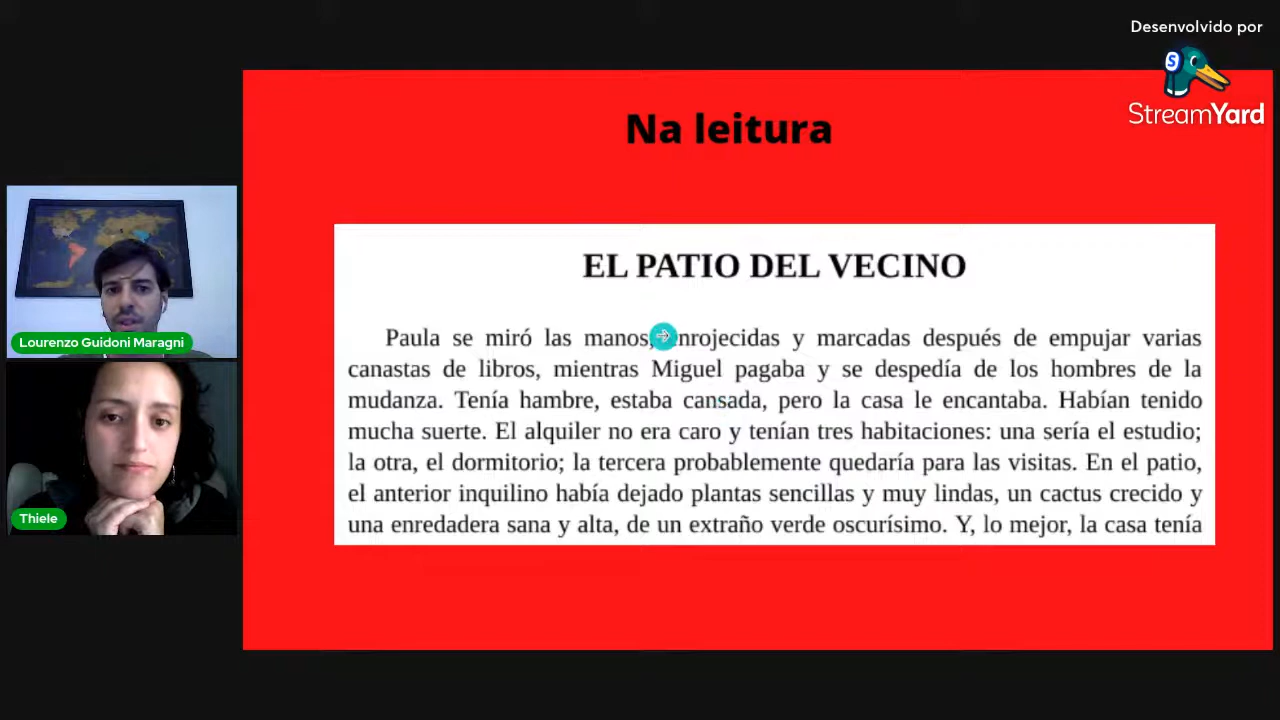 Desenvolvido por
StreamYard
Na leitura
EL PATIO DEL VECINO
Paula se miró las manos, enrojecidas y marcadas después de empujar varias
canastas de libros, mientras Miguel pagaba y se despedía de los hombres de la
mudanza. Tenía hambre, estaba cansada, pero la casa le encantaba. Habían tenido
mucha suerte. El alquiler no era caro y tenían tres habitaciones: una sería el estudio;
la otra, el dormitorio; la tercera probablemente quedaría para las visitas. En el patio,
el anterior inquilino había dejado plantas sencillas y muy lindas, un cactus crecido y
una enredadera sana y alta, de un extraño verde oscurísimo. Y, lo mejor, la casa tenía
Lourenzo Guidoni Maragni
Thiele